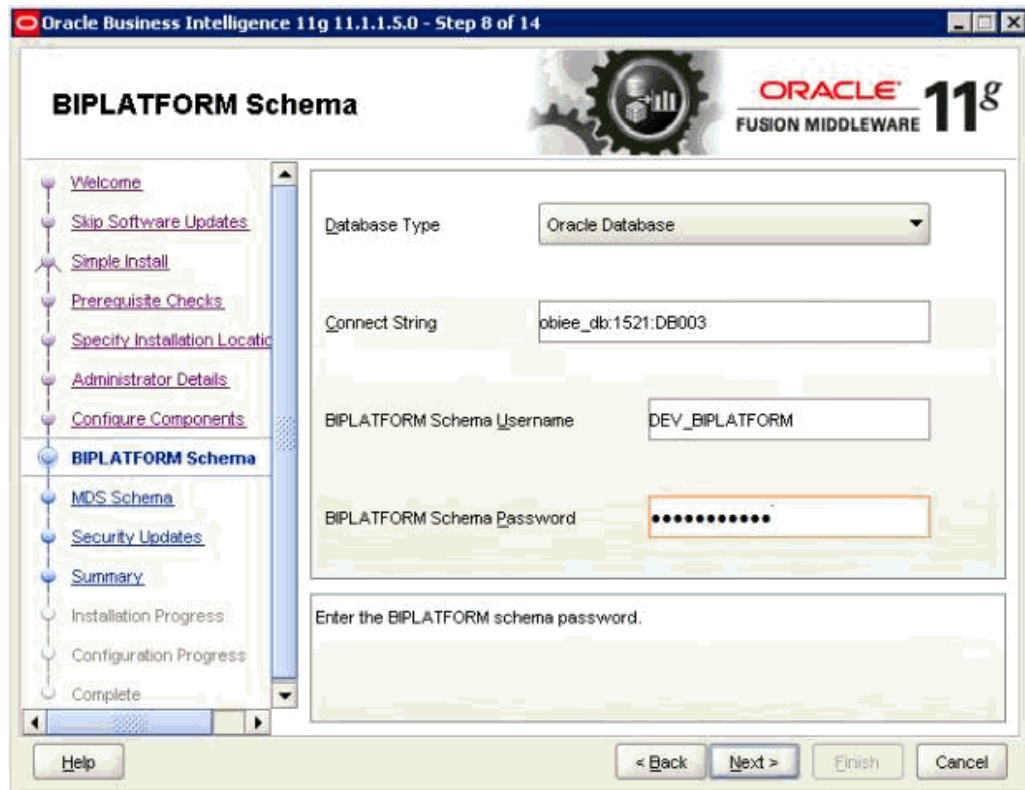 Oracle Business Intelligence 11g 11.1.1.5.0 - Step 8 of 14
BIPLATFORM Schema
ORACLE
FUSION MIDDLEWARE
11g
Welcome
Skip Software Updates
Simple Install
Prerequisite Checks
Specify Installation Locatio
Administrator Details
Configure Components
BIPLATFORM Schema
MDS Schema
Security Updates
Summary
Installation Progress
Configuration Progress
Complete
Database Type
Oracle Database
Connect String
obiee_db:1521:DB003
BIPLATFORM Schema Username
DEV_BIPLATFORM
BIPLATFORM Schema Password
•••••••••••
Enter the BIPLATFORM schema password.
Help
< Back
Next >
Finish
Cancel